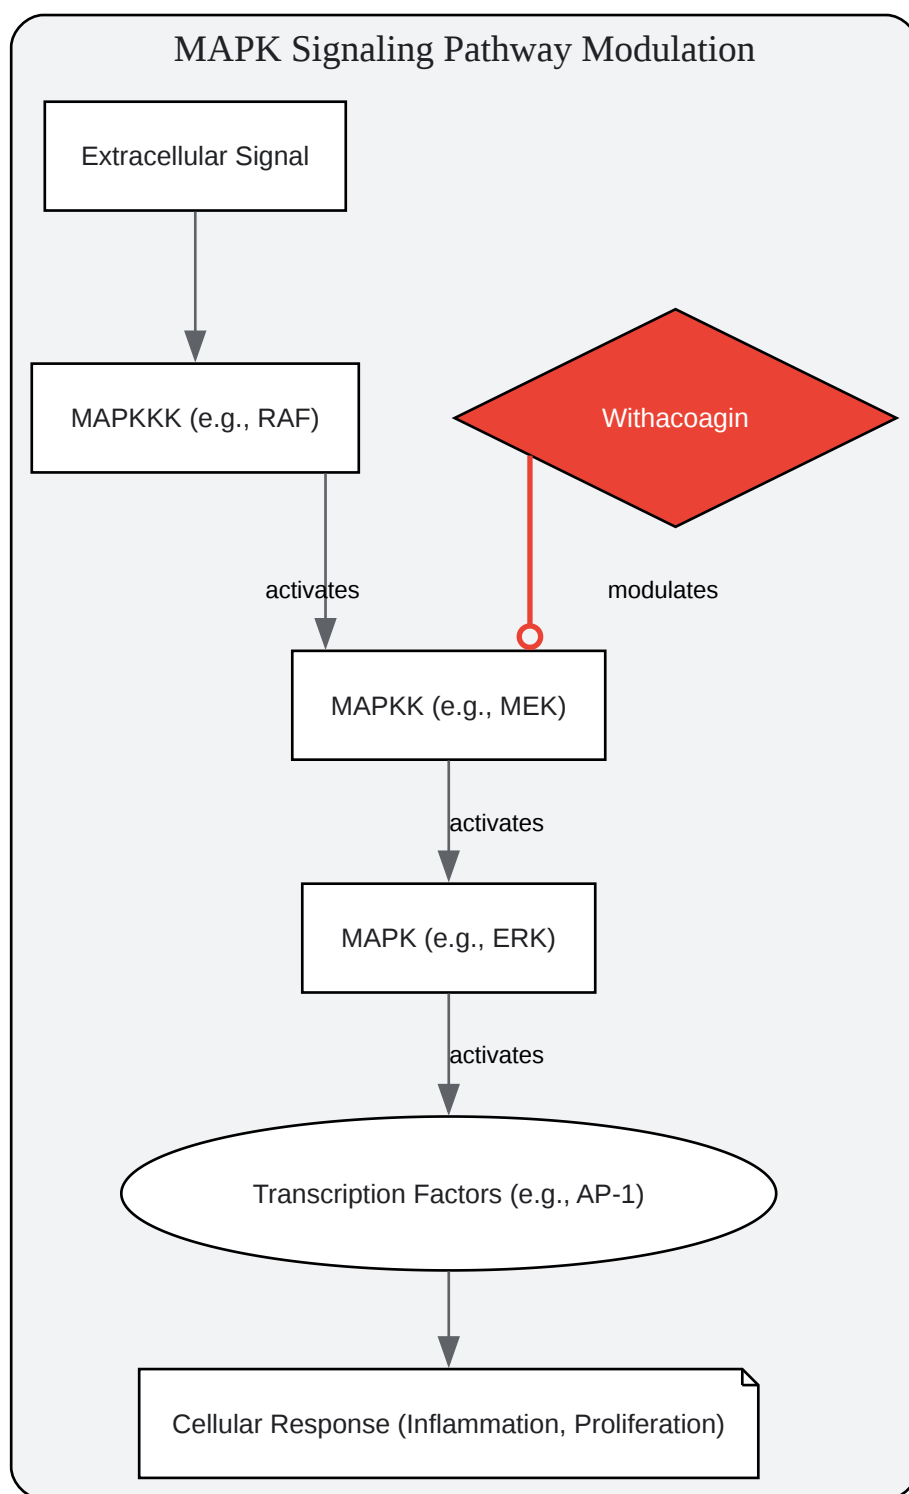 MAPK Signaling Pathway Modulation
Extracellular Signal
MAPKKK (e.g., RAF)
Withacoagin
activates
modulates
MAPKK (e.g., MEK)
activates
MAPK (e.g., ERK)
activates
Transcription Factors (e.g., AP-1)
Cellular Response (Inflammation, Proliferation)